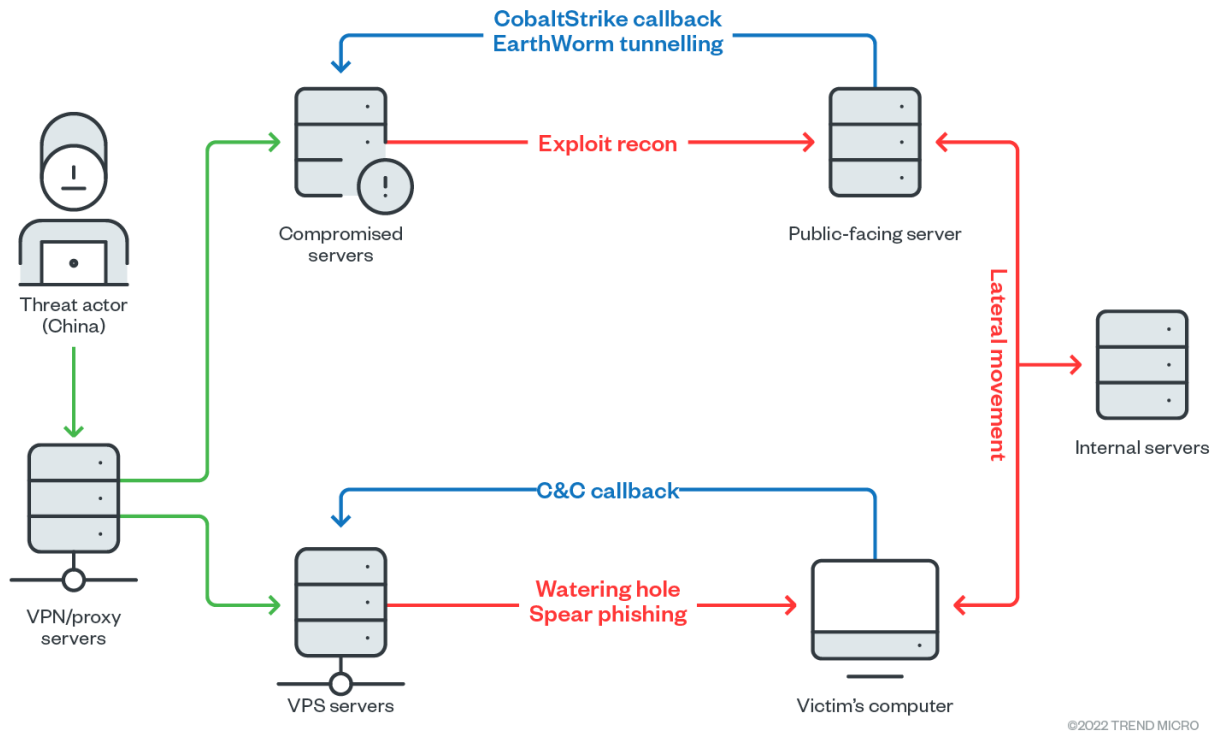 CobaltStrike callback
EarthWorm tunnelling
Exploit recon
Compromised
servers
Public-facing server
Threat actor
(China)
Lateral movement
Internal servers
C&C callback
Watering hole
Spear phishing
VPN/proxy
servers
VPS servers
Victim’s computer
©2022 TREND MICRO